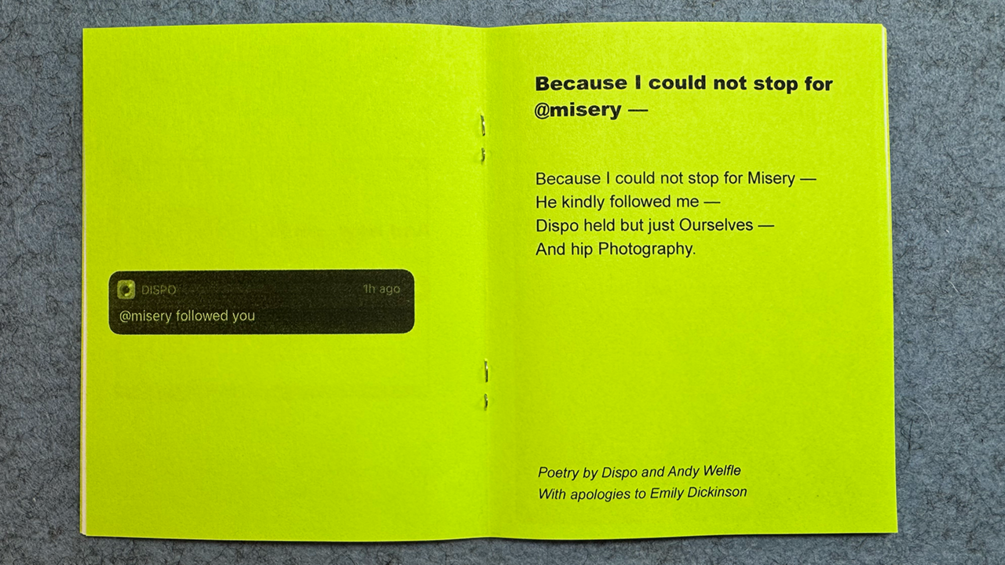 DISPO 1h ago
@misery followed you
Because I could not stop for
@misery —
Because I could not stop for Misery —
He kindly followed me —
Dispo held but just Ourselves —
And hip Photography.
Poetry by Dispo and Andy Welfle
With apologies to Emily Dickinson